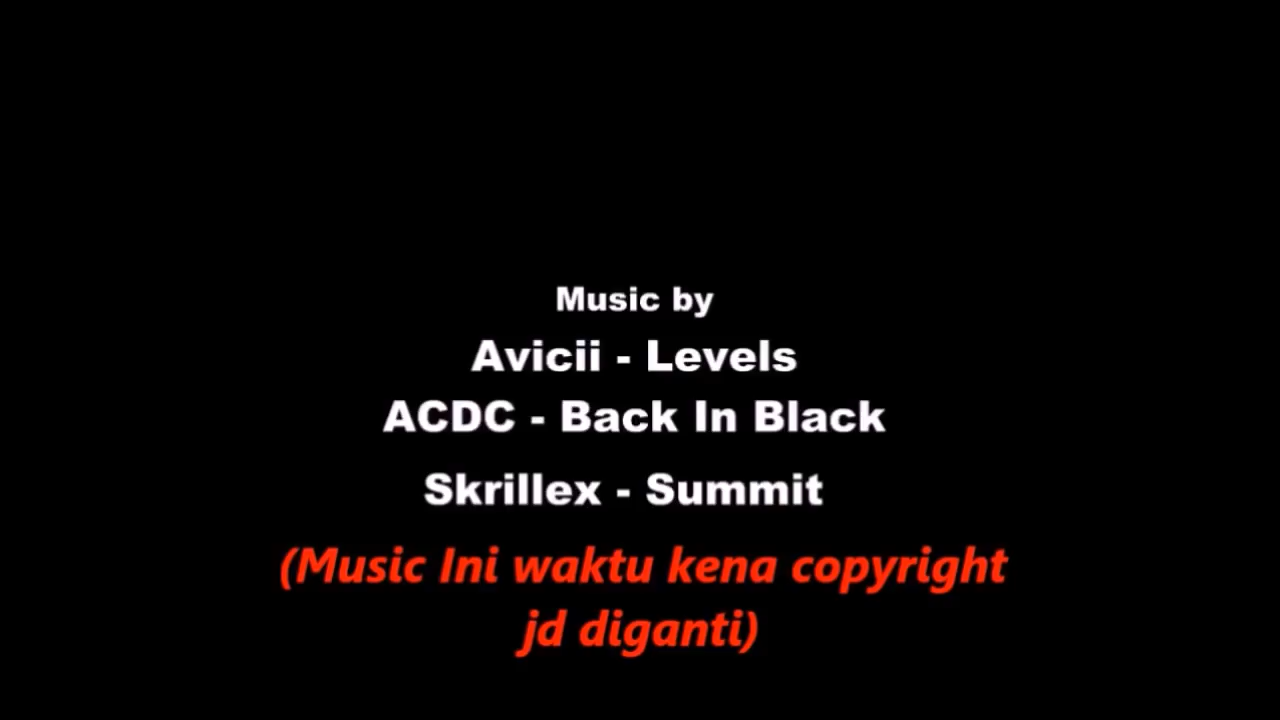 Music by
Avicii - Levels
ACDC - Back In Black
Skrillex - Summit
(Music Ini waktu kena copyright
jd diganti)